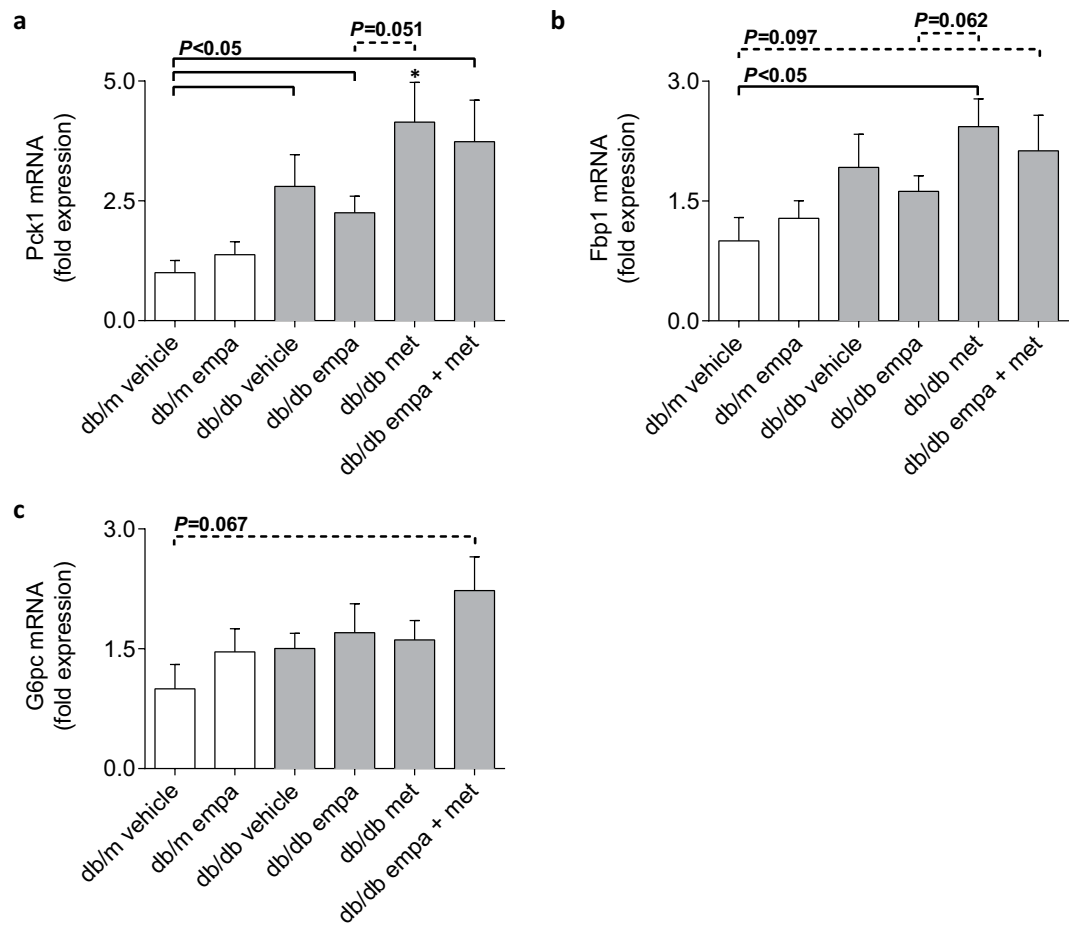 a
P=0.051
P<0.05
*
5.0
2.5
0.0
Pck1 mRNA
(fold expression)
db/m vehicle
db/m empa
db/db vehicle
db/db empa
db/db met
db/db empa + met
b
P=0.062
P=0.097
P<0.05
3.0
1.5
0.0
Fbp1 mRNA
(fold expression)
db/m vehicle
db/m empa
db/db vehicle
db/db empa
db/db met
db/db empa + met
c
P=0.067
3.0
1.5
0.0
G6pc mRNA
(fold expression)
db/m vehicle
db/m empa
db/db vehicle
db/db empa
db/db met
db/db empa + met